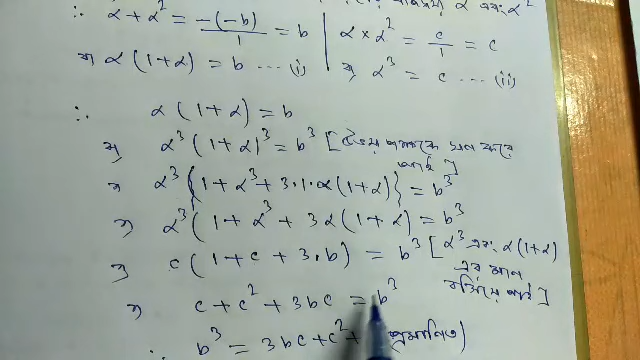 α এবং α²
∴ α + α² = -(-b)/1 = b | α × α² = c/1 = c
বা α(1+α) = b ---- (i) | বা, α³ = c ---- (ii)
∴ α(1+α) = b
বা α³(1+α)³ = b³ [উভয় পক্ষকে ঘন করে পাই]
বা α³{1+α³+3.1.α(1+α)} = b³
বা α³(1+α³+3α(1+α) = b³
বা c(1+c+3.b) = b³ [α³ এবং α(1+α) এর মান বসিয়ে পাই]
বা c+c²+3bc = b³
∴ b³ = 3bc+c²+ প্রমাণিত)